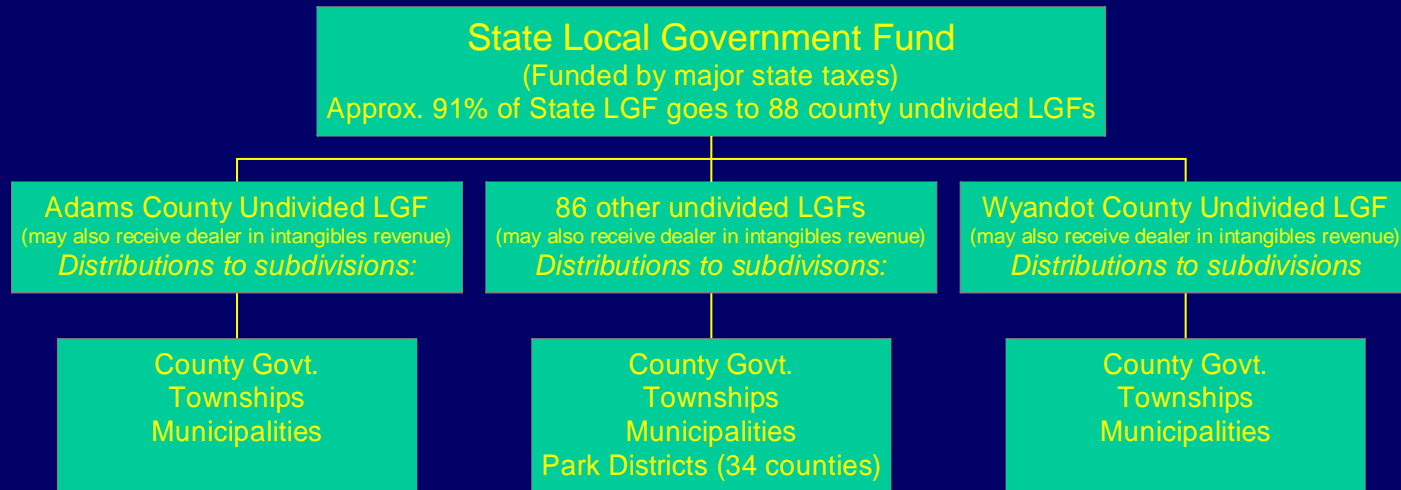 State Local Government Fund
(Funded by major state taxes)
Approx. 91% of State LGF goes to 88 county undivided LGFs
Adams County Undivided LGF
(may also receive dealer in intangibles revenue)
Distributions to subdivisions:
86 other undivided LGFs
(may also receive dealer in intangibles revenue)
Distributions to subdivisons:
Wyandot County Undivided LGF
(may also receive dealer in intangibles revenue)
Distributions to subdivisions
County Govt.
Townships
Municipalities
County Govt.
Townships
Municipalities
Park Districts (34 counties)
County Govt.
Townships
Municipalities